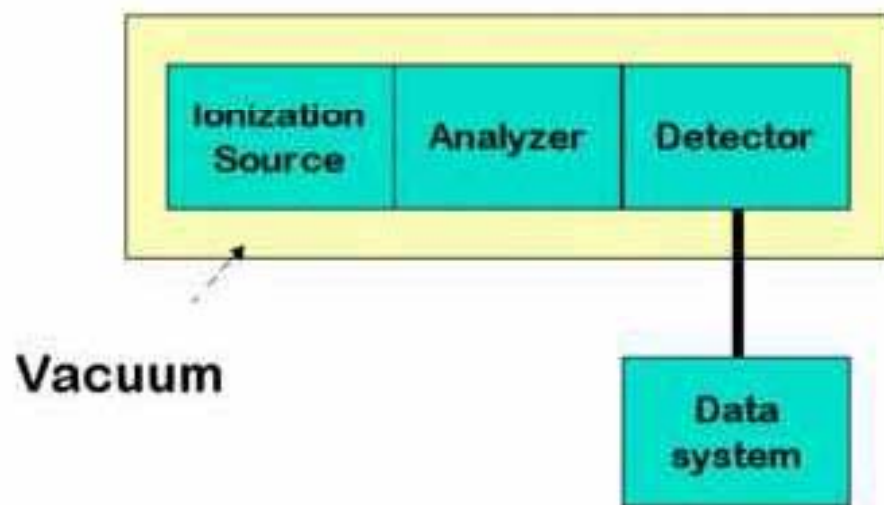 Ionization
Source
Analyzer
Detector
Vacuum
Data
system